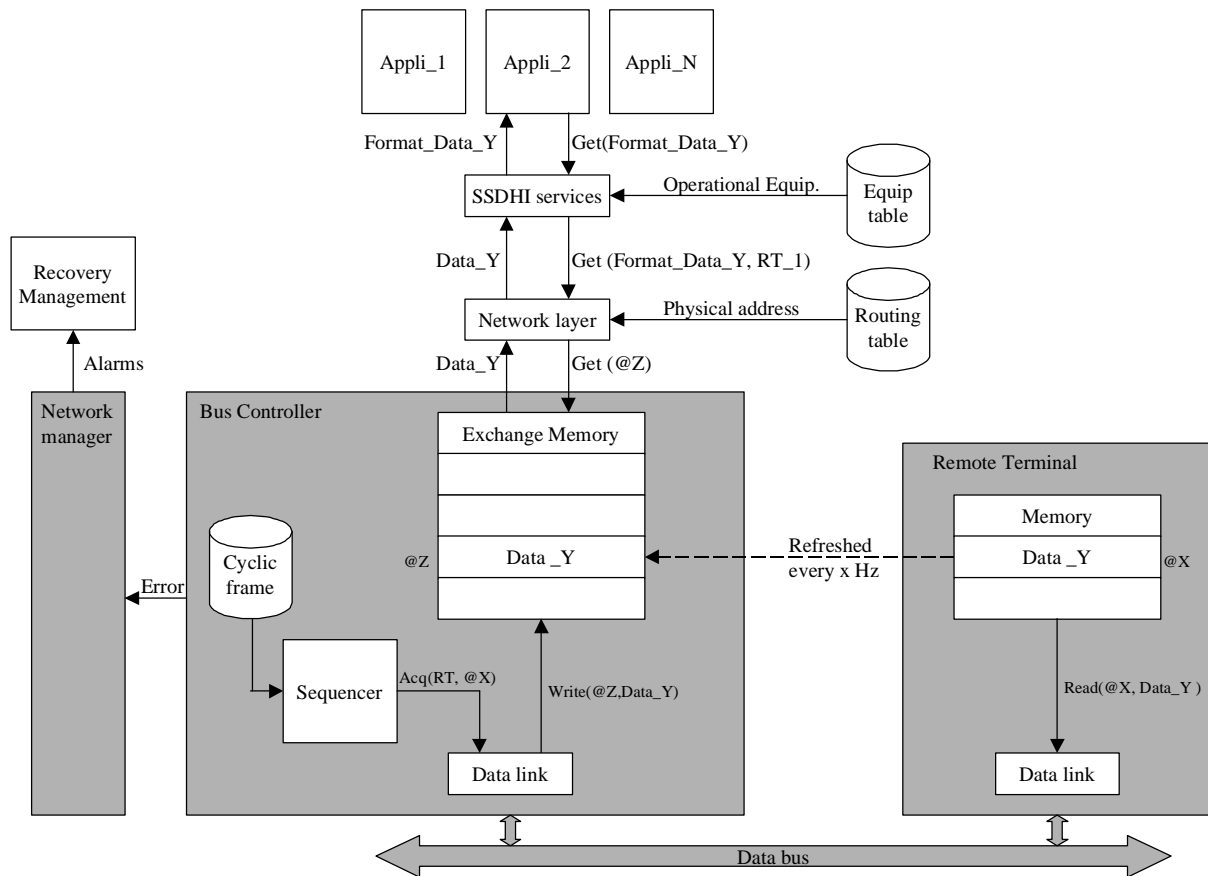 Appli_1
Appli_2
Appli_N
Format_Data_Y
Get(Format_Data_Y)
SSDHI services
Operational Equip.
Equip
table
Data_Y
Get (Format_Data_Y, RT_1)
Recovery
Management
Network layer
Physical address
Routing
table
Alarms
Data_Y
Get (@Z)
Network
manager
Bus Controller
Exchange Memory
Remote Terminal
Memory
Cyclic
frame
@Z
Data _Y
Refreshed
every x Hz
Data _Y
@X
Error
Sequencer
Acq(RT, @X)
Write(@Z,Data_Y)
Read(@X, Data_Y )
Data link
Data link
Data bus